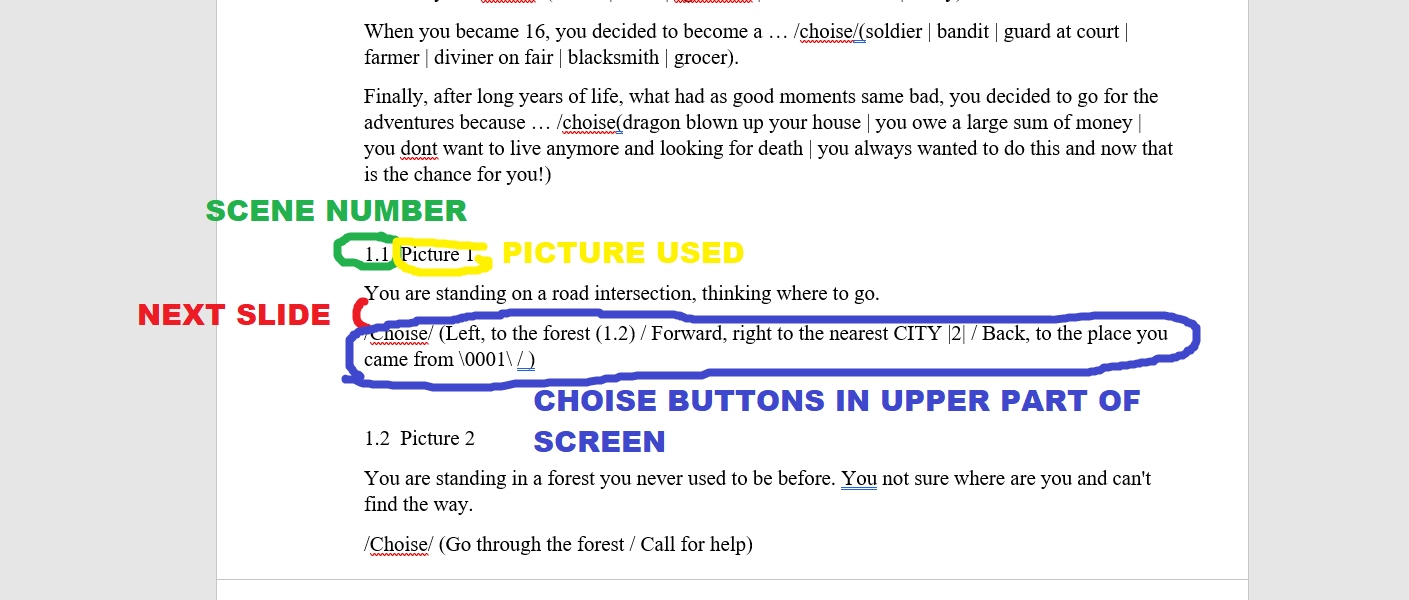 When you became 16, you decided to become a … /choise/(soldier | bandit | guard at court |
farmer | diviner on fair | blacksmith | grocer).
Finally, after long years of life, what had as good moments same bad, you decided to go for the
adventures because … /choise(dragon blown up your house | you owe a large sum of money |
you dont want to live anymore and looking for death | you always wanted to do this and now that
is the chance for you!)
SCENE NUMBER
1.1 Picture 1 PICTURE USED
You are standing on a road intersection, thinking where to go.
NEXT SLIDE
/Choise/ (Left, to the forest (1.2) / Forward, right to the nearest CITY |2| / Back, to the place you
came from \0001\ / )
CHOISE BUTTONS IN UPPER PART OF
SCREEN
1.2 Picture 2
You are standing in a forest you never used to be before. You not sure where are you and can't
find the way.
/Choise/ (Go through the forest / Call for help)